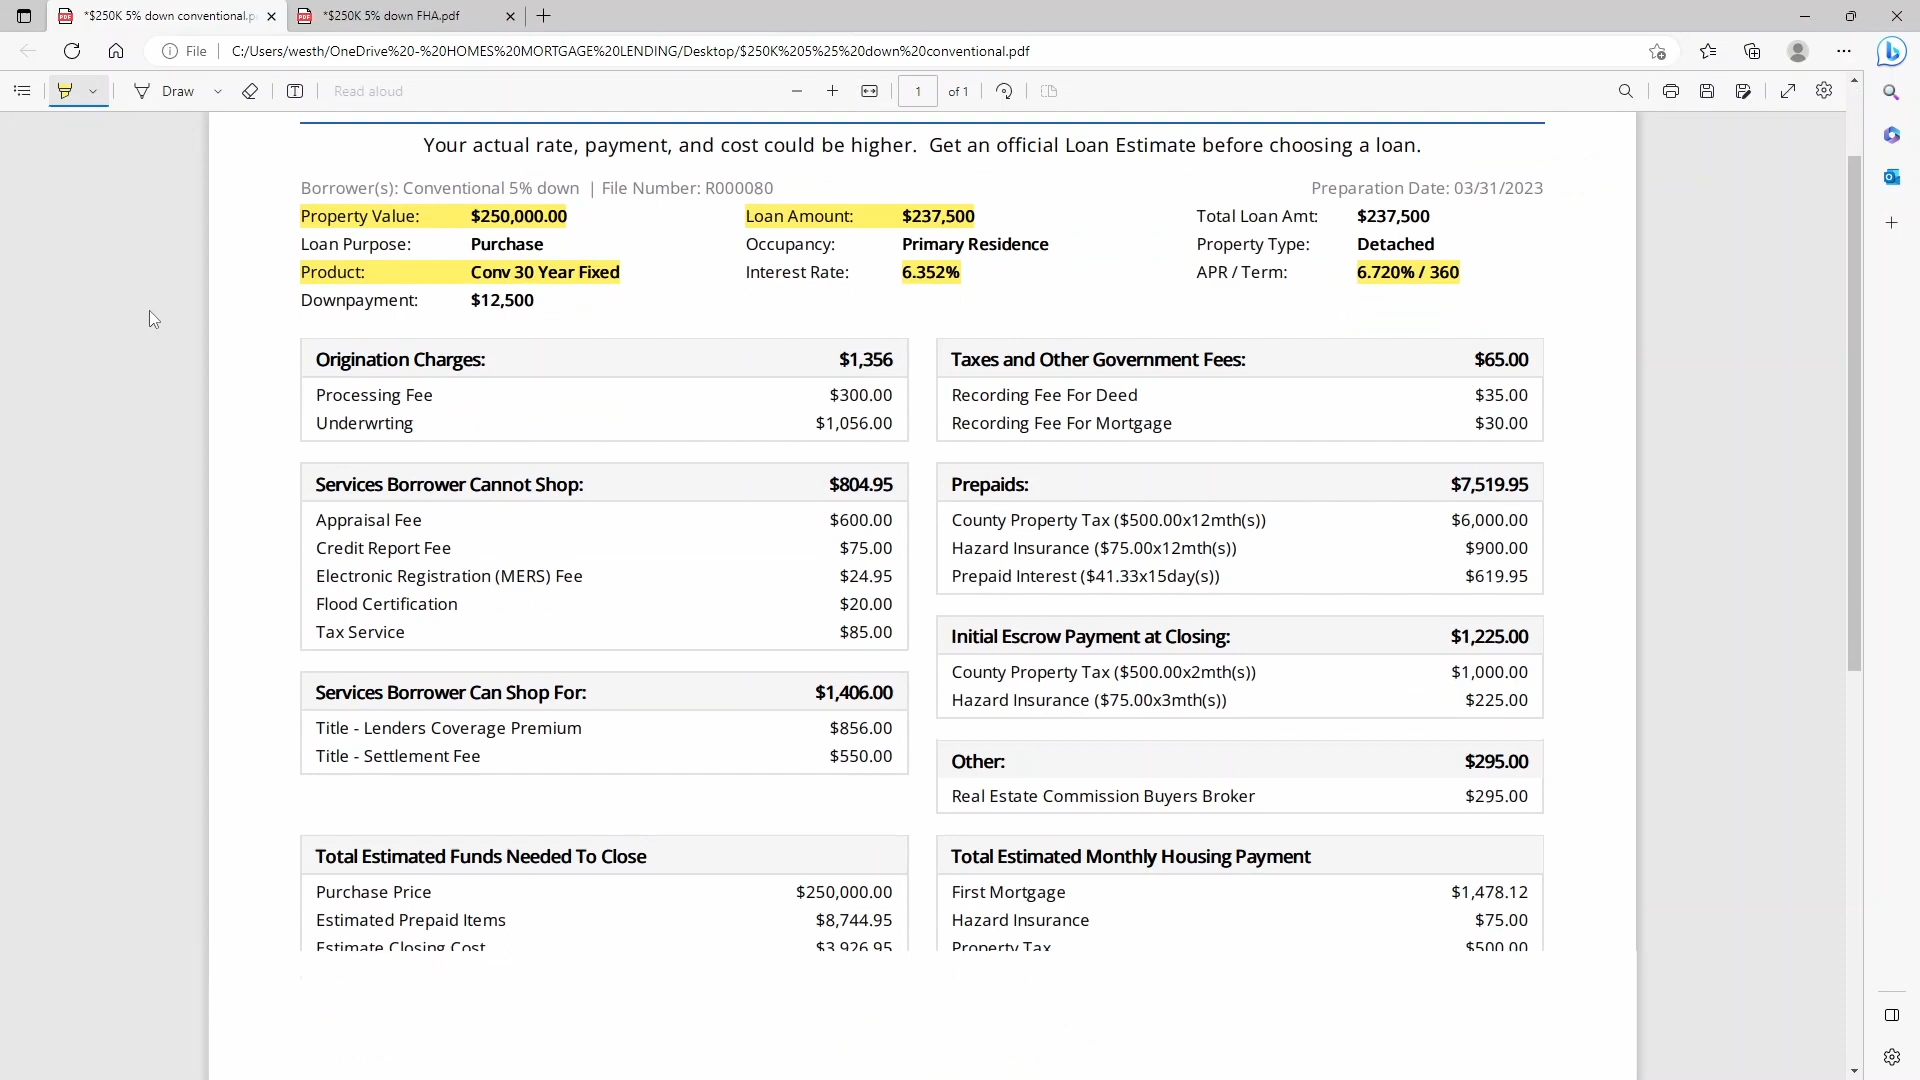 *$250K 5% down conventional.p
*$250K 5% down FHA.pdf
File
C:/Users/westh/OneDrive%20-%20HOMES%20MORTGAGE%20LENDING/Desktop/$250K%205%25%20down%20conventional.pdf
Draw
Read aloud
1 of 1
Your actual rate, payment, and cost could be higher. Get an official Loan Estimate before choosing a loan.
Borrower(s): Conventional 5% down | File Number: R000080 Preparation Date: 03/31/2023
Property Value: $250,000.00 Loan Amount: $237,500 Total Loan Amt: $237,500
Loan Purpose: Purchase Occupancy: Primary Residence Property Type: Detached
Product: Conv 30 Year Fixed Interest Rate: 6.352% APR / Term: 6.720% / 360
Downpayment: $12,500
Origination Charges: $1,356
Processing Fee $300.00
Underwrting $1,056.00
Services Borrower Cannot Shop: $804.95
Appraisal Fee $600.00
Credit Report Fee $75.00
Electronic Registration (MERS) Fee $24.95
Flood Certification $20.00
Tax Service $85.00
Services Borrower Can Shop For: $1,406.00
Title - Lenders Coverage Premium $856.00
Title - Settlement Fee $550.00
Taxes and Other Government Fees: $65.00
Recording Fee For Deed $35.00
Recording Fee For Mortgage $30.00
Prepaids: $7,519.95
County Property Tax ($500.00x12mth(s)) $6,000.00
Hazard Insurance ($75.00x12mth(s)) $900.00
Prepaid Interest ($41.33x15day(s)) $619.95
Initial Escrow Payment at Closing: $1,225.00
County Property Tax ($500.00x2mth(s)) $1,000.00
Hazard Insurance ($75.00x3mth(s)) $225.00
Other: $295.00
Real Estate Commission Buyers Broker $295.00
Total Estimated Funds Needed To Close
Purchase Price $250,000.00
Estimated Prepaid Items $8,744.95
Estimate Closing Cost $3,926.95
Total Estimated Monthly Housing Payment
First Mortgage $1,478.12
Hazard Insurance $75.00
Property Tax $500.00